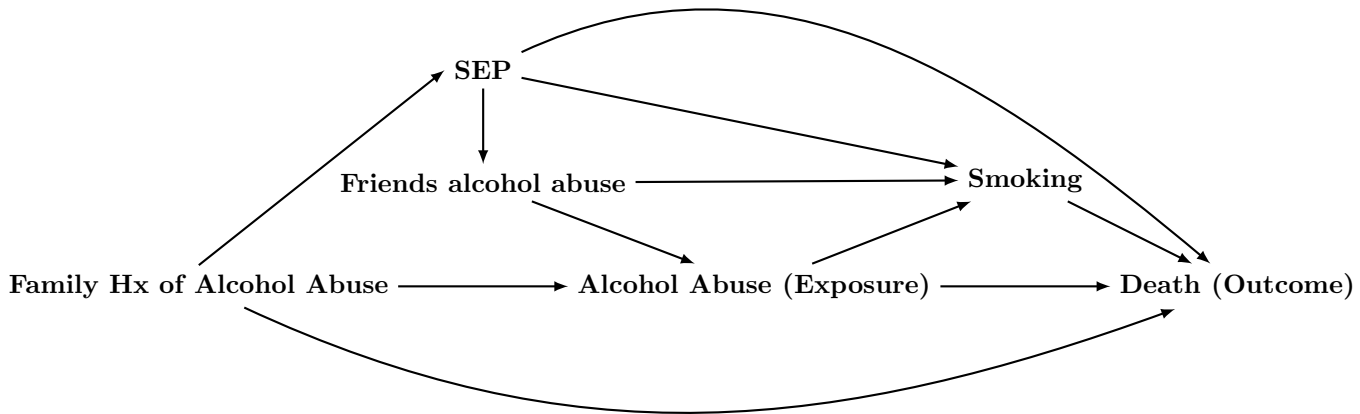 SEP
Friends alcohol abuse
Smoking
Family Hx of Alcohol Abuse
Alcohol Abuse (Exposure)
Death (Outcome)